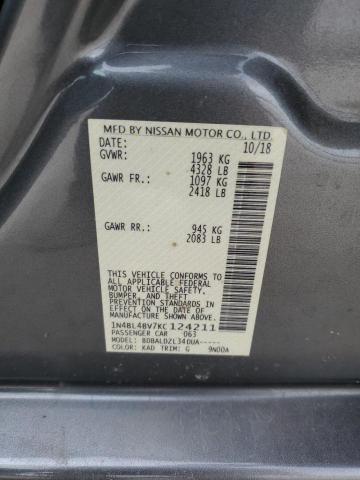 MFD BY NISSAN MOTOR CO., LTD.
DATE: 10/18
GVWR: 1963 KG
4328 LB
GAWR FR: 1097 KG
2418 LB
GAWR RR: 945 KG
2083 LB
THIS VEHICLE CONFORMS TO
ALL APPLICABLE FEDERAL
MOTOR VEHICLE SAFETY,
BUMPER, AND THEFT
PREVENTION STANDARDS IN
EFFECT ON THE DATE OF
MANUFACTURE SHOWN ABOVE.
1N4BL4BV7KC124211
PASSENGER CAR 063
MODEL: BDBALDZL34DUA-----
COLOR: KAD TRIM: G 9N00A